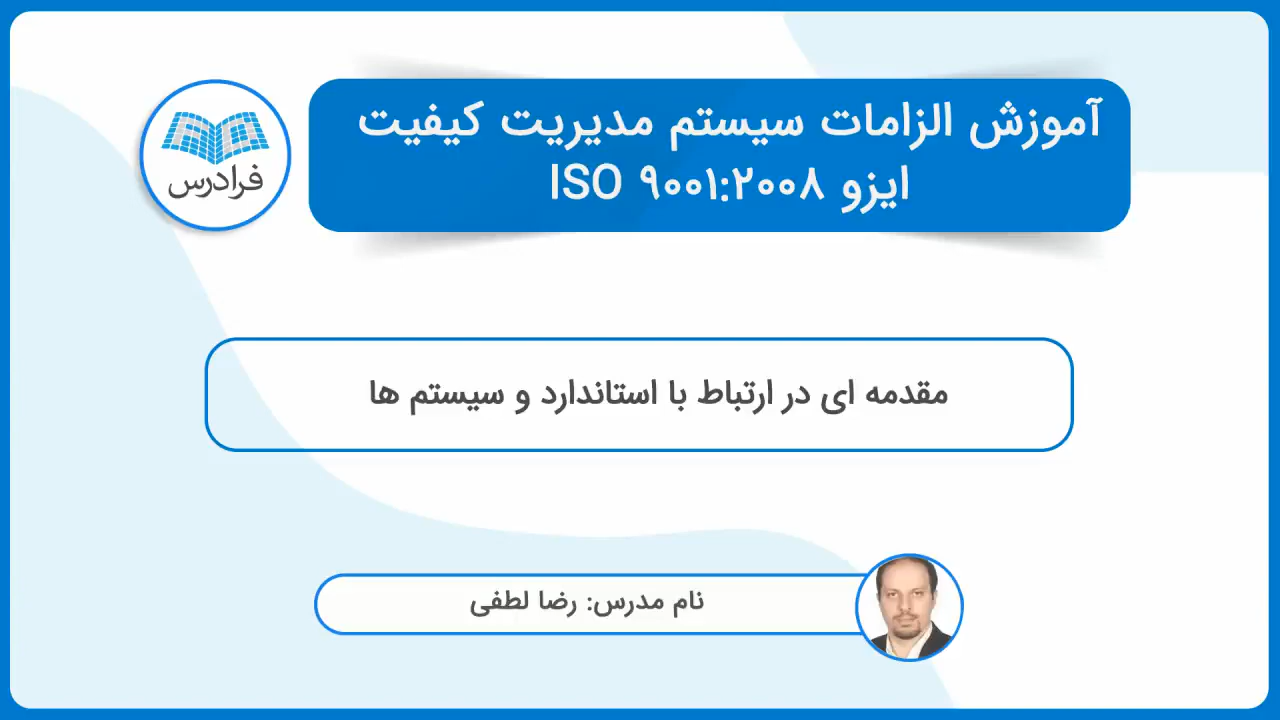 آموزش الزامات سیستم مدیریت کیفیت
ایزو ISO ۹۰۰۱:۲۰۰۸
فرادرس
مقدمه ای در ارتباط با استاندارد و سیستم ها
نام مدرس: رضا لطفی